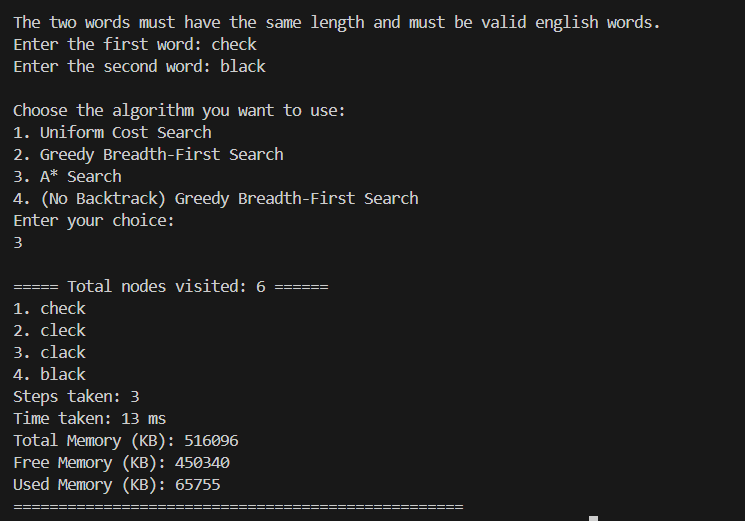 The two words must have the same length and must be valid english words.
Enter the first word: check
Enter the second word: black
Choose the algorithm you want to use:
1. Uniform Cost Search
2. Greedy Breadth-First Search
3. A* Search
4. (No Backtrack) Greedy Breadth-First Search
Enter your choice:
3
===== Total nodes visited: 6 ======
1. check
2. cleck
3. clack
4. black
Steps taken: 3
Time taken: 13 ms
Total Memory (KB): 516096
Free Memory (KB): 450340
Used Memory (KB): 65755
==================================================